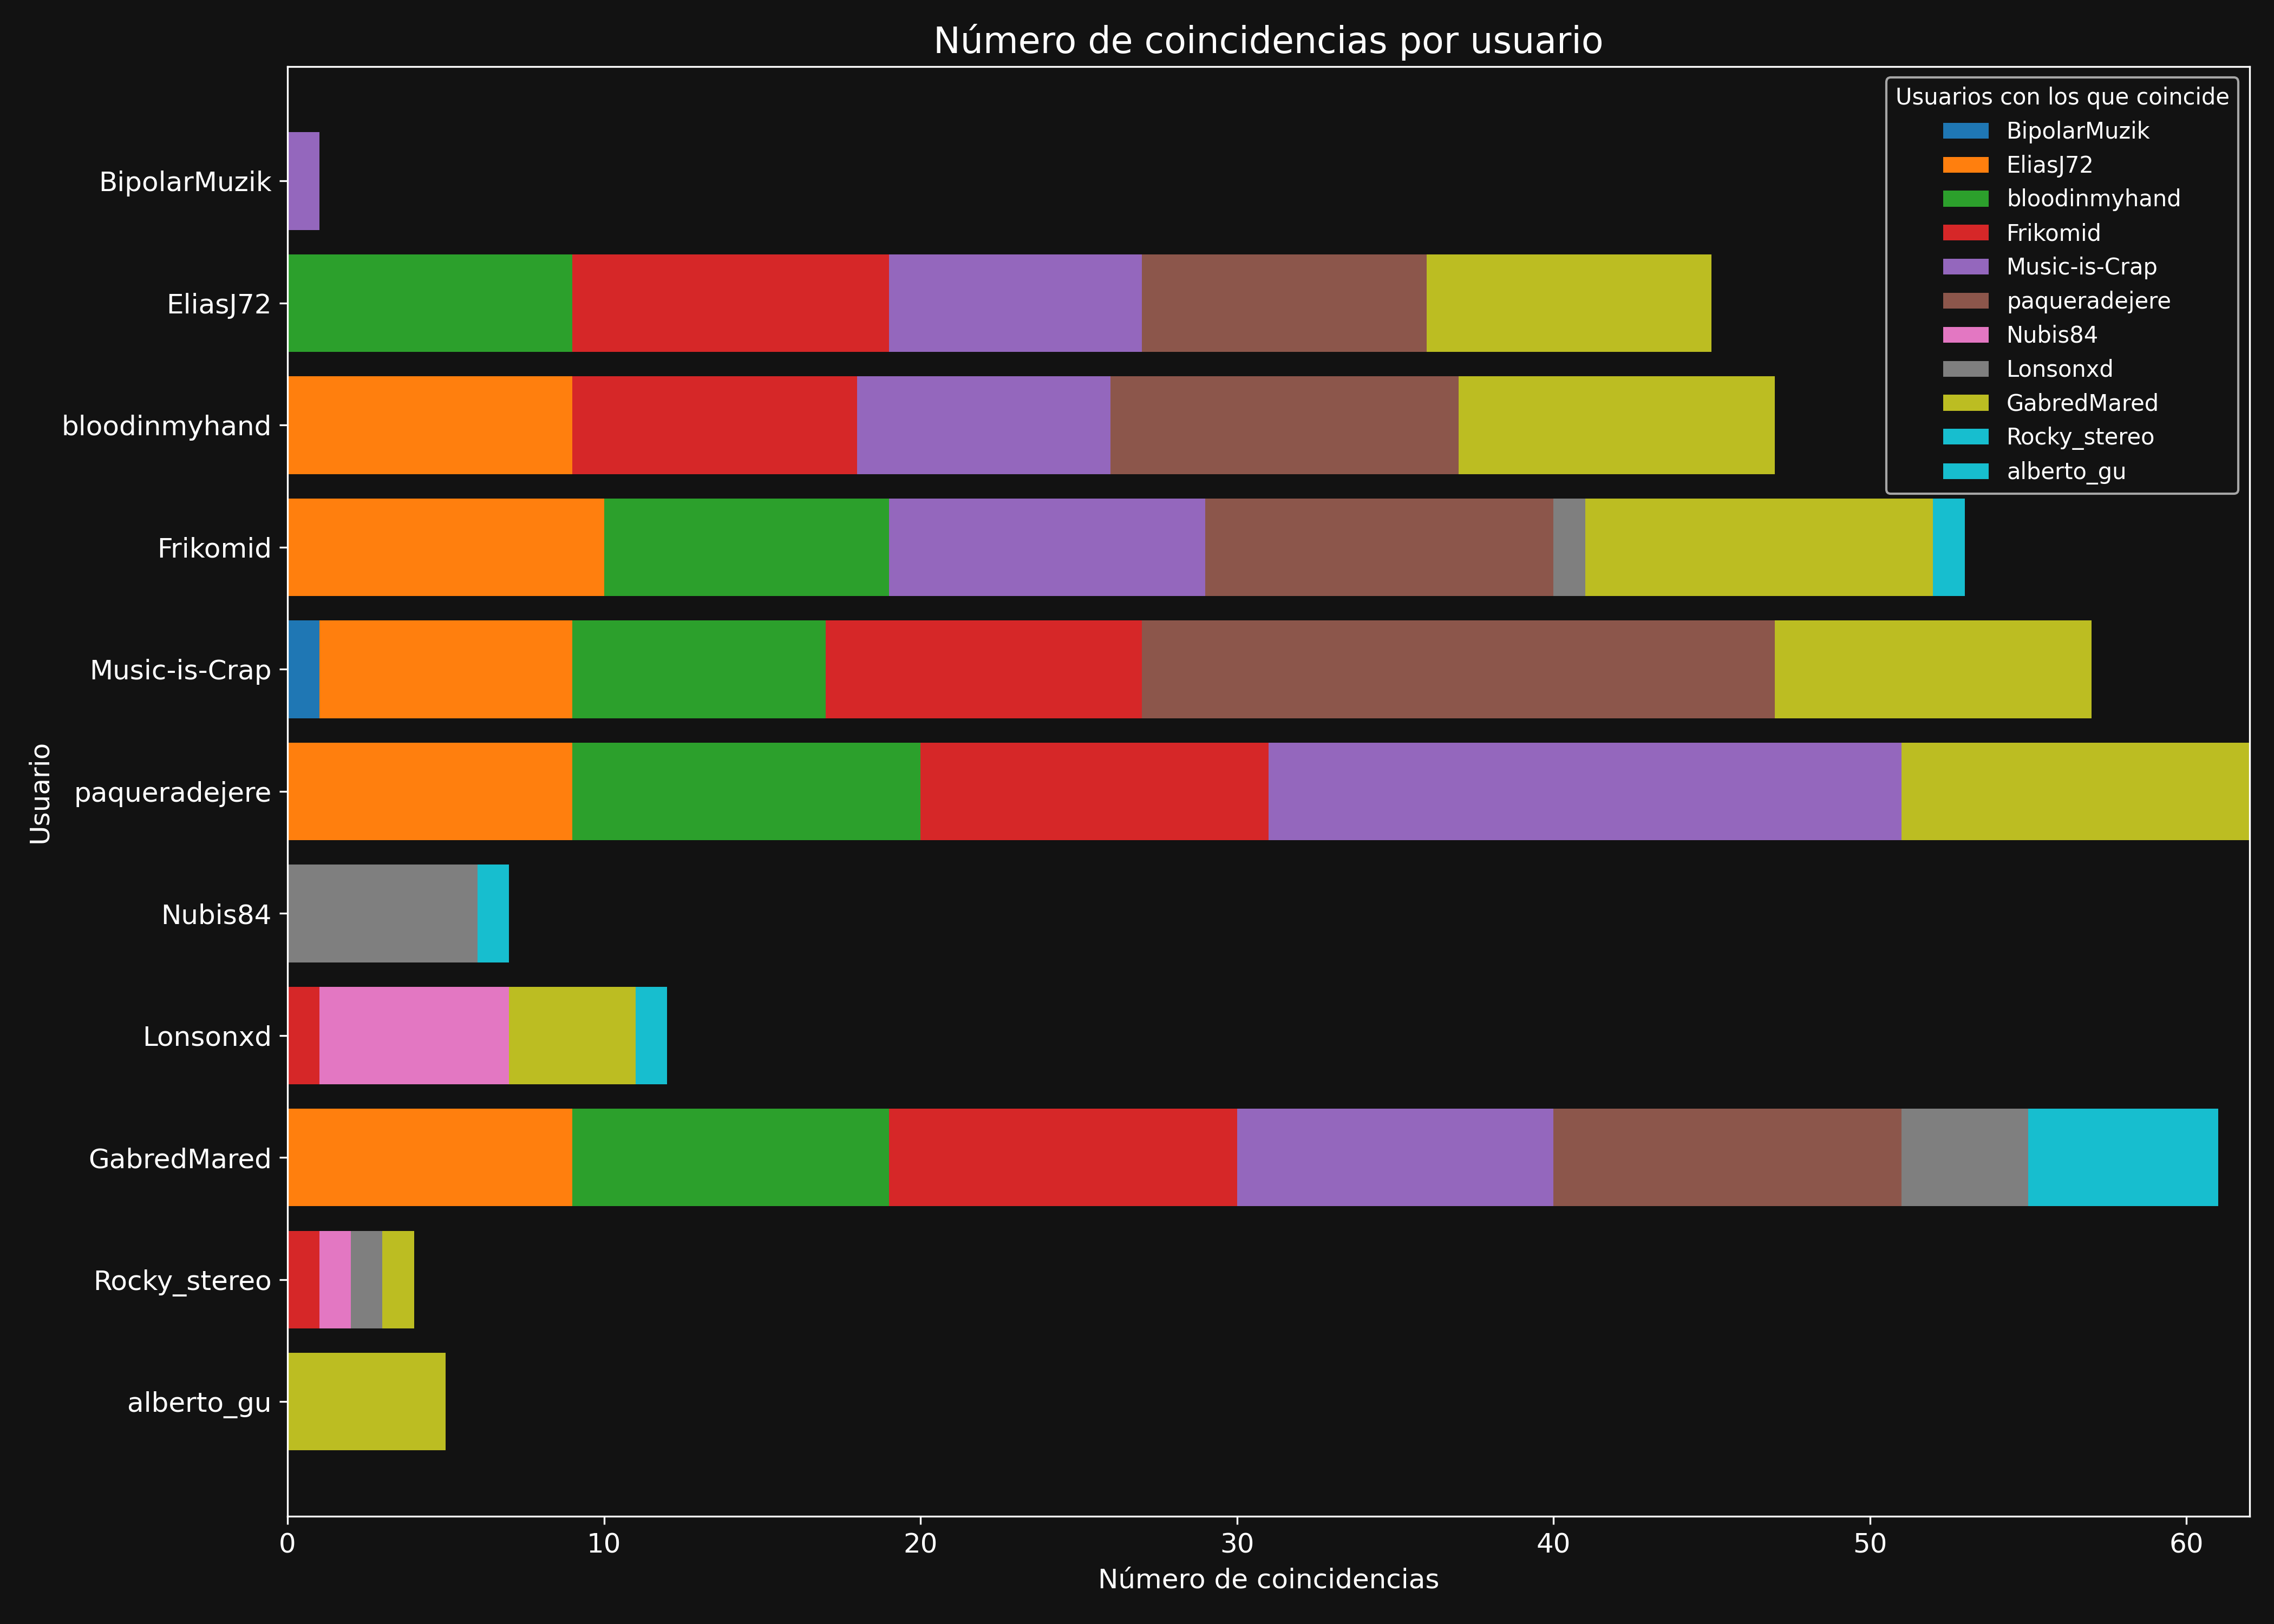 Número de coincidencias por usuario
Usuarios con los que coincide
BipolarMuzik
EliasJ72
bloodinmyhand
Frikomid
Music-is-Crap
paqueradejere
Nubis84
Lonsonxd
GabredMared
Rocky_stereo
alberto_gu
Usuario
BipolarMuzik
EliasJ72
bloodinmyhand
Frikomid
Music-is-Crap
paqueradejere
Nubis84
Lonsonxd
GabredMared
Rocky_stereo
alberto_gu
0 10 20 30 40 50 60
Número de coincidencias